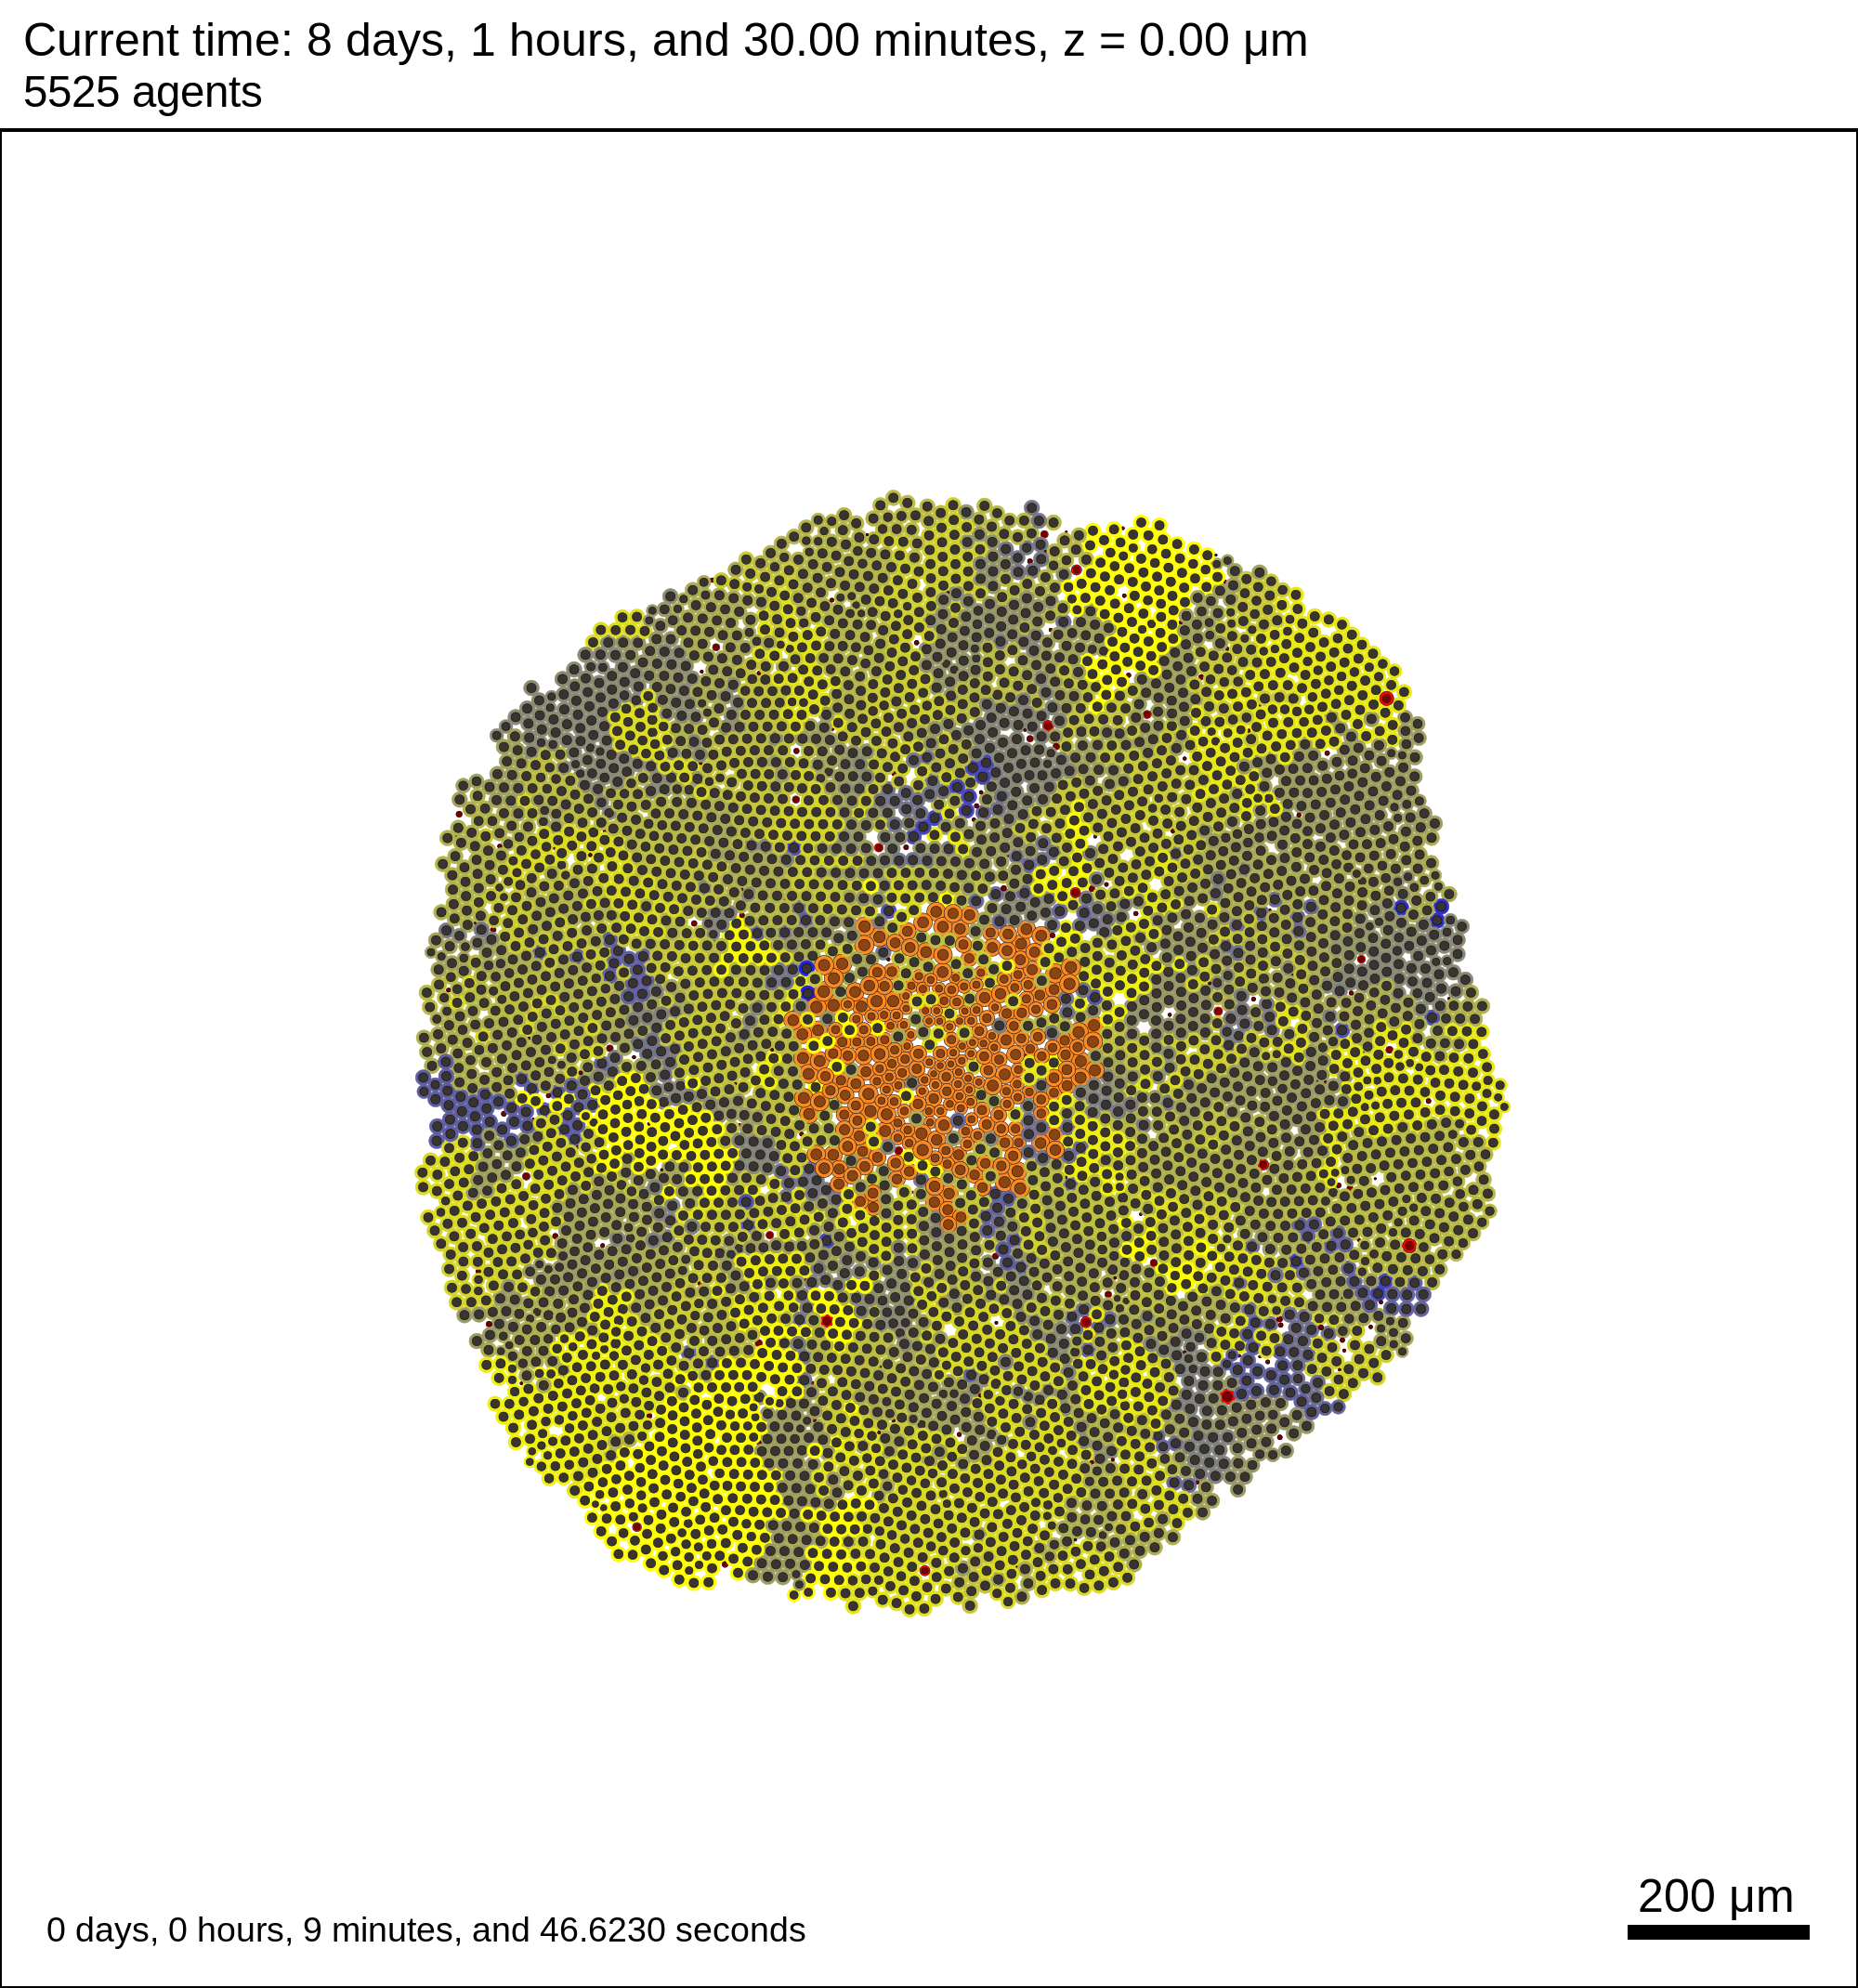 Current time: 8 days, 1 hours, and 30.00 minutes, z = 0.00 μm
5525 agents
200 μm
0 days, 0 hours, 9 minutes, and 46.6230 seconds